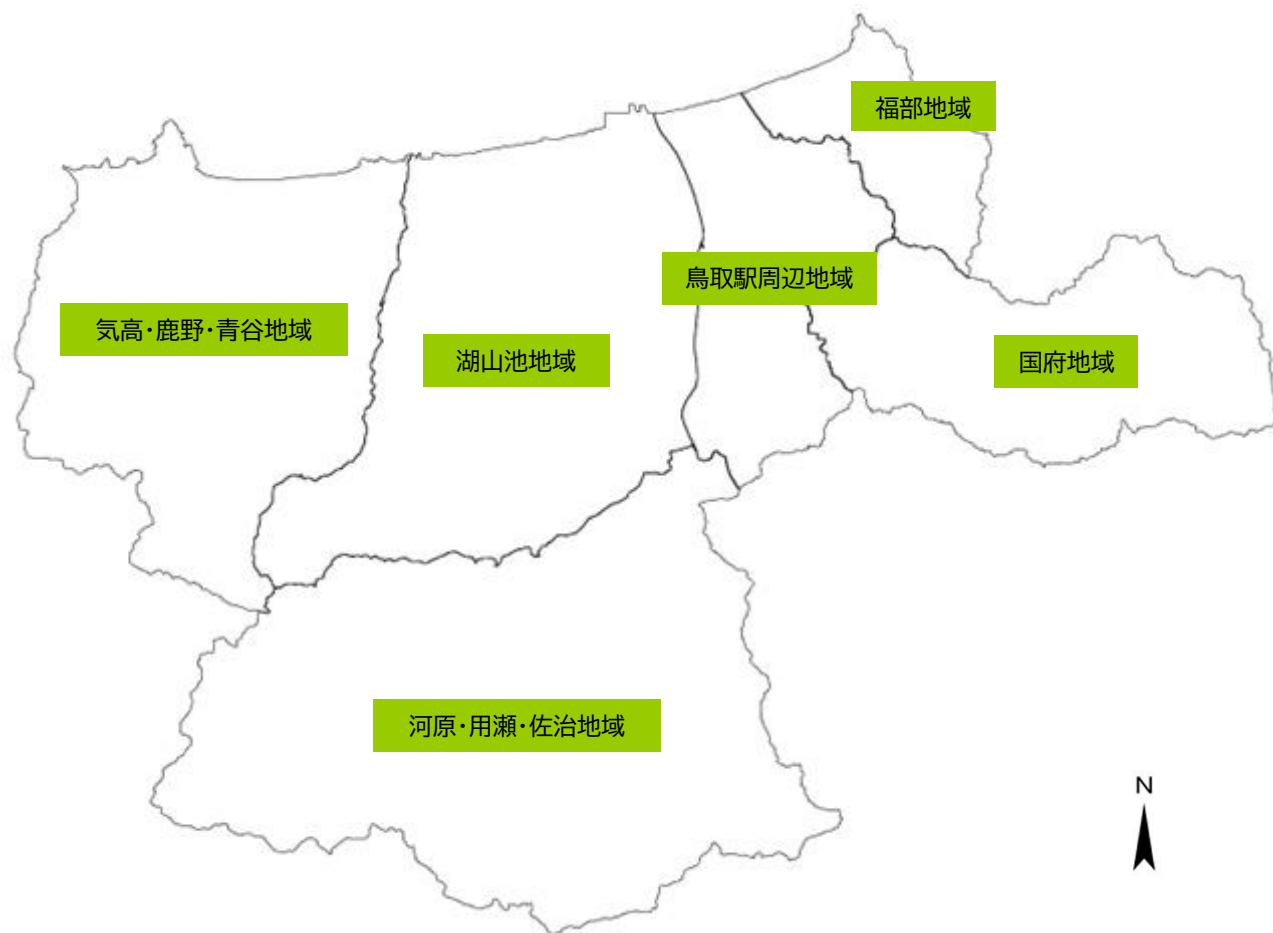 福部地域
鳥取駅周辺地域
気高・鹿野・青谷地域
湖山池地域
国府地域
河原・用瀬・佐治地域
N